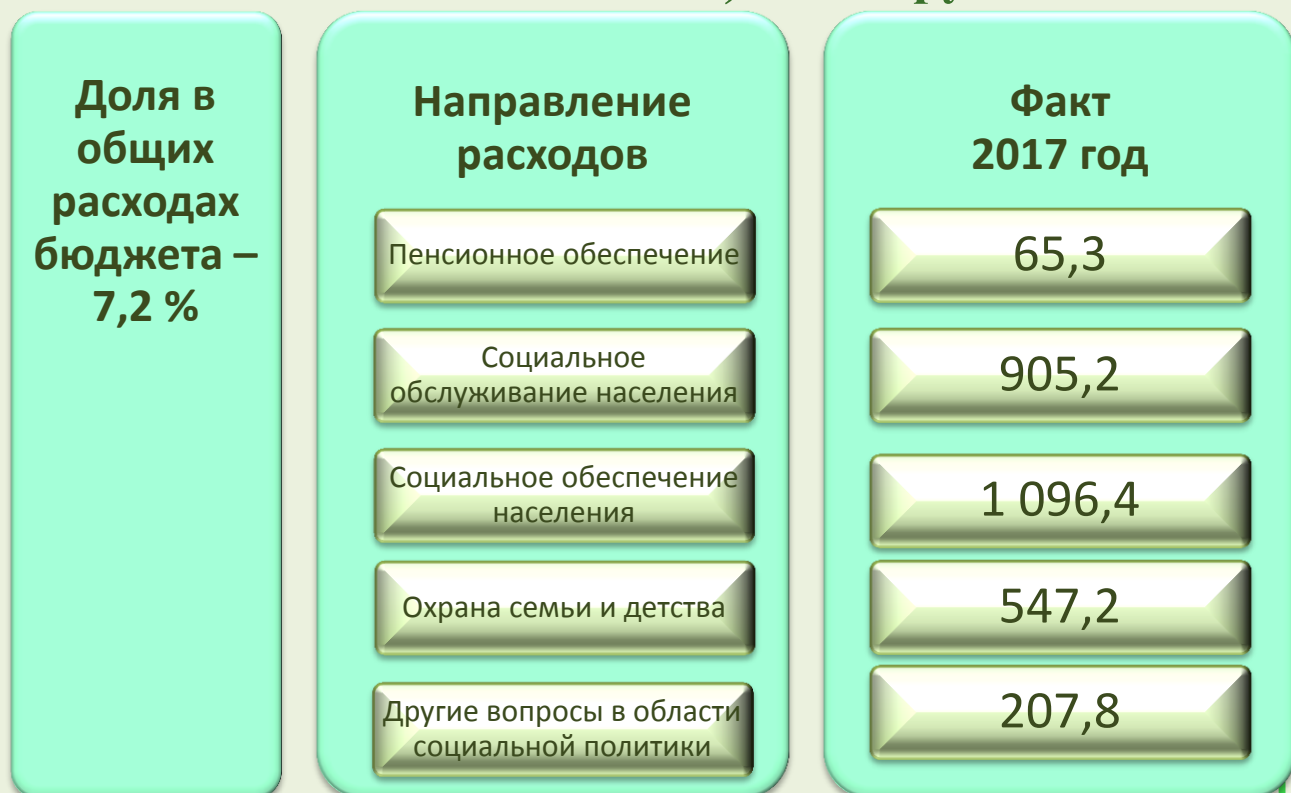 Доля в
общих
расходах
бюджета –
7,2 %
Направление
расходов
Пенсионное обеспечение
Социальное
обслуживание населения
Социальное обеспечение
населения
Охрана семьи и детства
Другие вопросы в области
социальной политики
Факт
2017 год
65,3
905,2
1 096,4
547,2
207,8